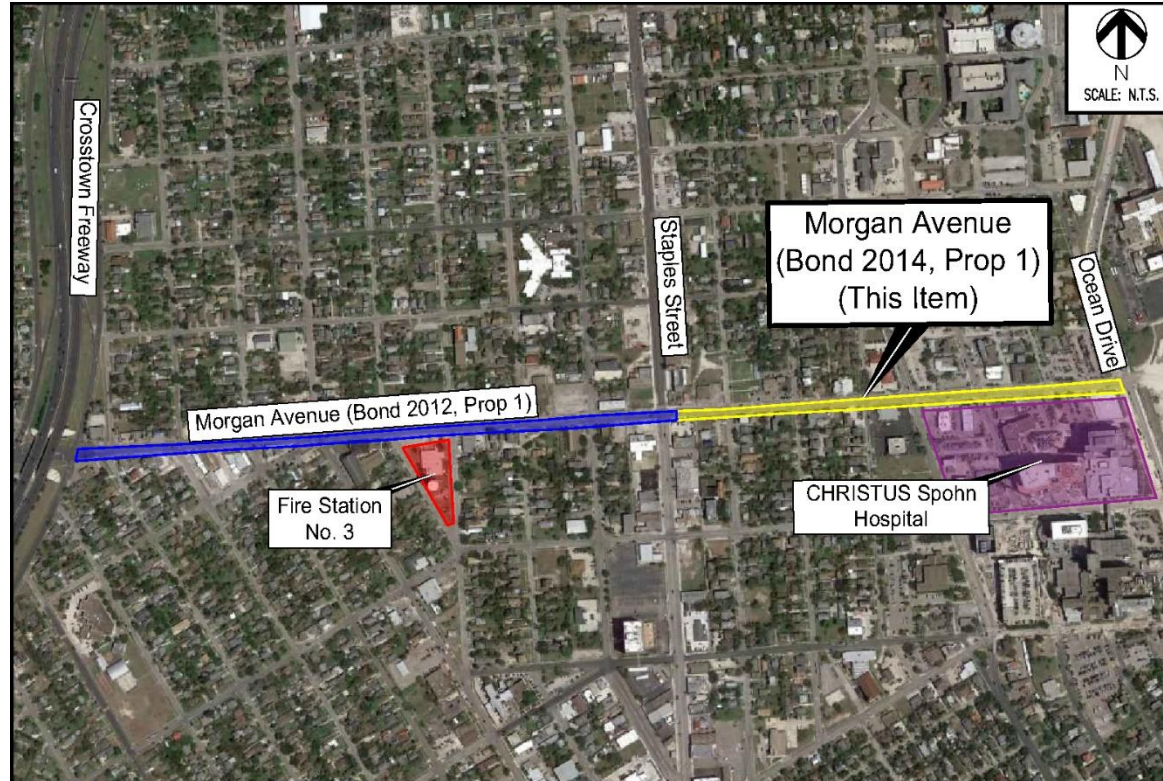 N
SCALE: N.T.S.
Crosstown Freeway
Staples Street
Morgan Avenue
(Bond 2014, Prop 1)
(This Item)
Ocean Drive
Morgan Avenue (Bond 2012, Prop 1)
Fire Station
No. 3
CHRISTUS Spohn
Hospital